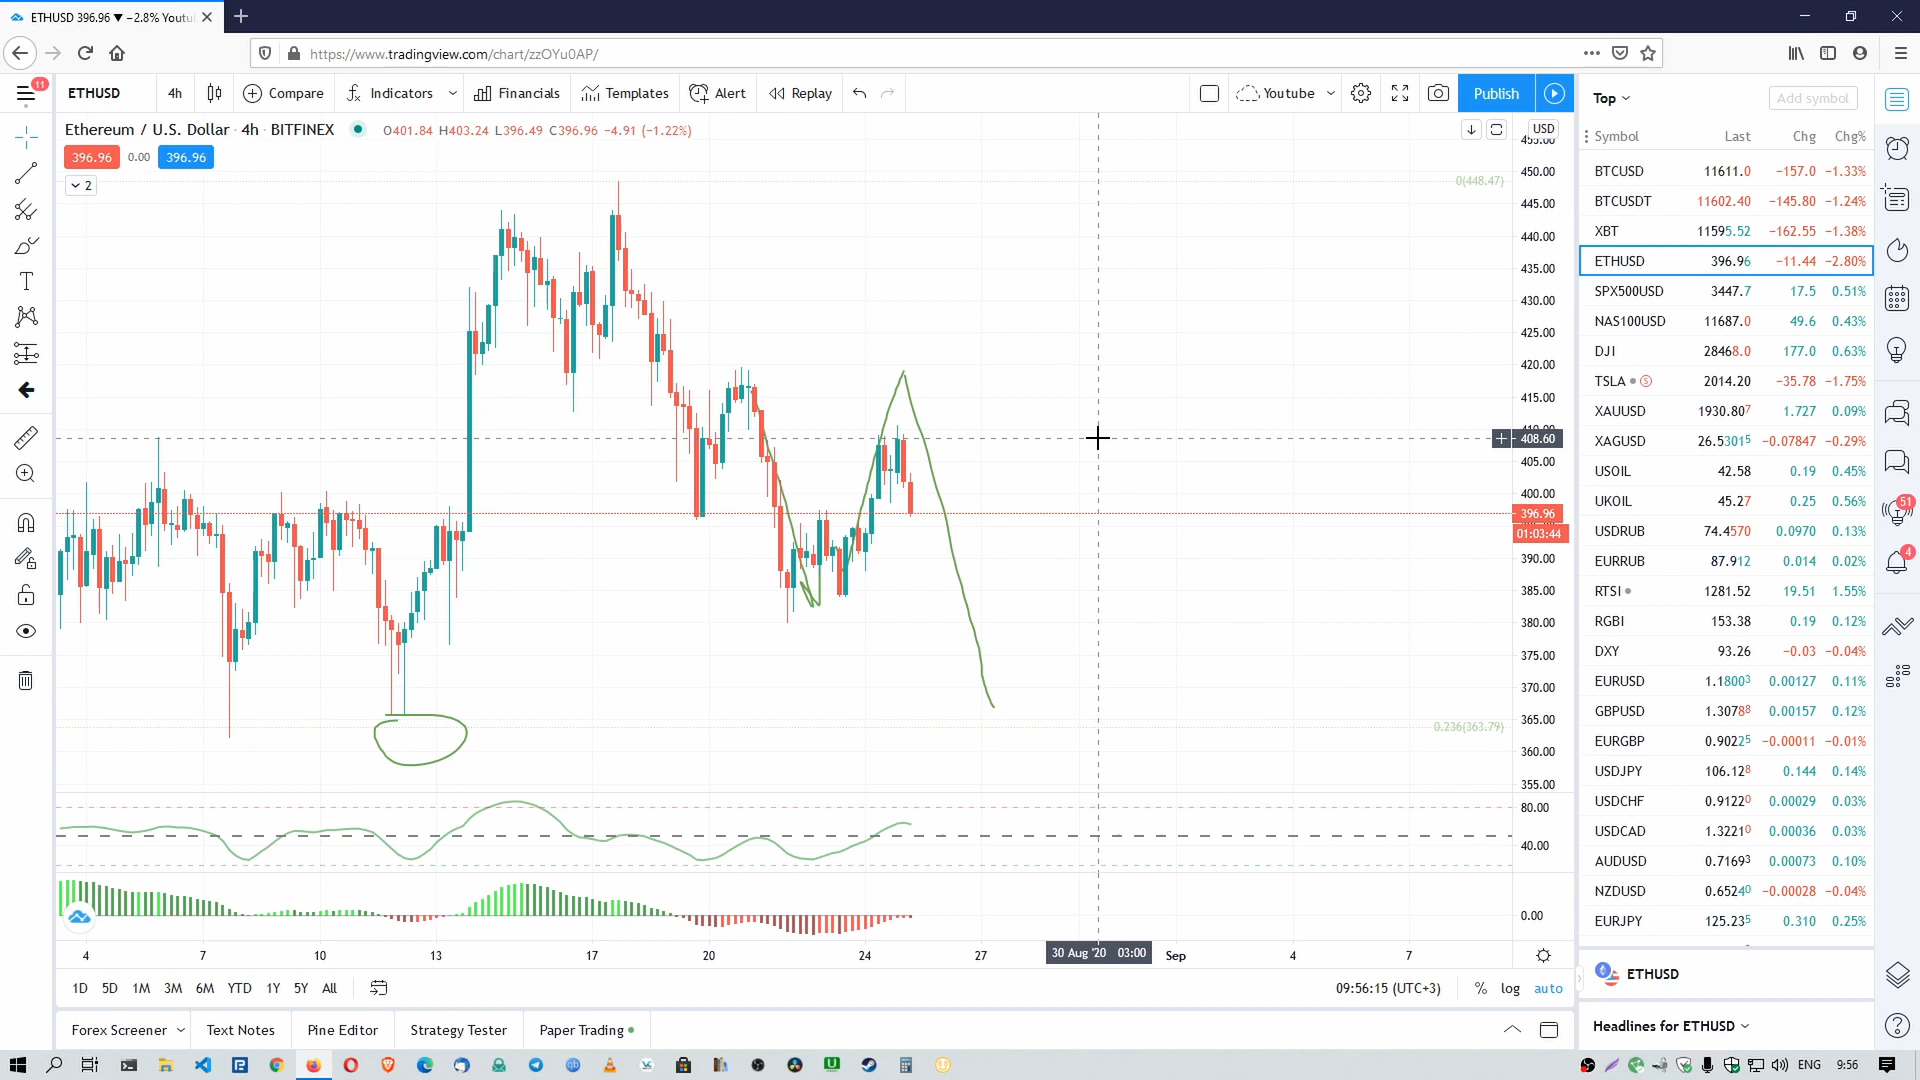 ETHUSD 396.96 ▼ −2.8% Youtu
https://www.tradingview.com/chart/zzOYu0AP/
11
ETHUSD 4h Compare Indicators Financials Templates Alert Replay Youtube Publish
Ethereum / U.S. Dollar · 4h · BITFINEX O401.84 H403.24 L396.49 C396.96 −4.91 (−1.22%)
396.96 0.00 396.96
2
USD
455.00
450.00
445.00
440.00
435.00
430.00
425.00
420.00
415.00
410.00
408.60
405.00
400.00
396.96
01:03:44
390.00
385.00
380.00
375.00
370.00
365.00
360.00
355.00
80.00
40.00
0.00
0(448.47)
0.236(363.79)
4 7 10 13 17 20 24 27 30 Aug '20 03:00 Sep 4 7
1D 5D 1M 3M 6M YTD 1Y 5Y All 09:56:15 (UTC+3) % log auto
Forex Screener Text Notes Pine Editor Strategy Tester Paper Trading
Top Add symbol
Symbol Last Chg Chg%
BTCUSD 11611.0 −157.0 −1.33%
BTCUSDT 11602.40 −145.80 −1.24%
XBT 11595.52 −162.55 −1.38%
ETHUSD 396.96 −11.44 −2.80%
SPX500USD 3447.7 17.5 0.51%
NAS100USD 11687.0 49.6 0.43%
DJI 28468.0 177.0 0.63%
TSLA S 2014.20 −35.78 −1.75%
XAUUSD 1930.807 1.727 0.09%
XAGUSD 26.53015 −0.07847 −0.29%
USOIL 42.58 0.19 0.45%
UKOIL 45.27 0.25 0.56%
USDRUB 74.4570 0.0970 0.13%
EURRUB 87.912 0.014 0.02%
RTSI 1281.52 19.51 1.55%
RGBI 153.38 0.19 0.12%
DXY 93.26 −0.03 −0.04%
EURUSD 1.18003 0.00127 0.11%
GBPUSD 1.30788 0.00157 0.12%
EURGBP 0.90225 −0.00011 −0.01%
USDJPY 106.128 0.144 0.14%
USDCHF 0.91220 0.00029 0.03%
USDCAD 1.32210 0.00036 0.03%
AUDUSD 0.71693 0.00073 0.10%
NZDUSD 0.65240 −0.00028 −0.04%
EURJPY 125.235 0.310 0.25%
ETHUSD
Headlines for ETHUSD
51
4
ENG 9:56